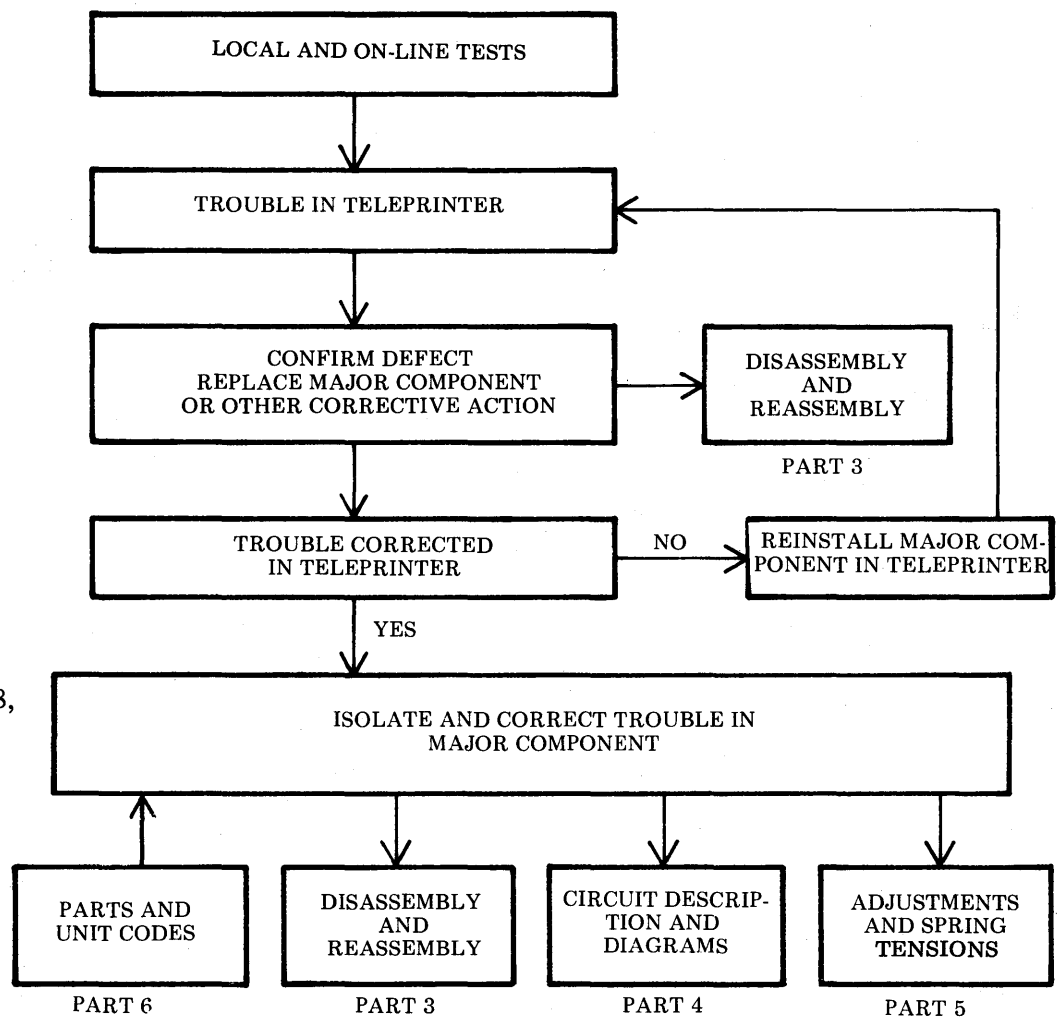 LOCAL AND ON-LINE TESTS
TROUBLE IN TELEPRINTER
CONFIRM DEFECT
REPLACE MAJOR COMPONENT
OR OTHER CORRECTIVE ACTION
DISASSEMBLY
AND
REASSEMBLY
PART 3
TROUBLE CORRECTED
IN TELEPRINTER
NO
REINSTALL MAJOR COM-
PONENT IN TELEPRINTER
YES
8,
ISOLATE AND CORRECT TROUBLE IN
MAJOR COMPONENT
PARTS AND
UNIT CODES
PART 6
DISASSEMBLY
AND
REASSEMBLY
PART 3
CIRCUIT DESCRIP-
TION AND
DIAGRAMS
PART 4
ADJUSTMENTS
AND SPRING
TENSIONS
PART 5